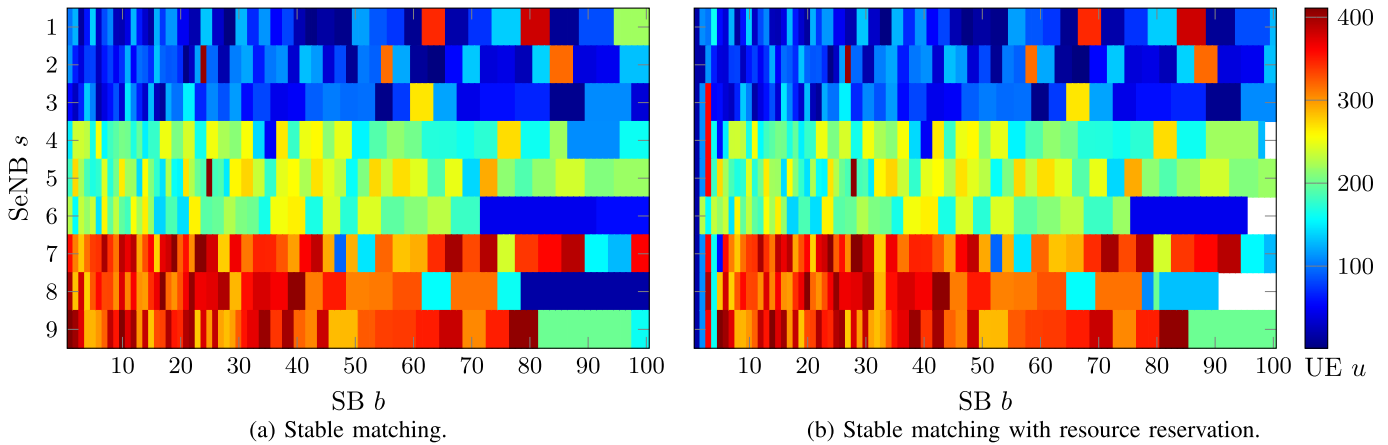 1
2
3
4
5
6
7
8
9
SeNB s
10 20 30 40 50 60 70 80 90 100
SB b
(a) Stable matching.
10 20 30 40 50 60 70 80 90 100
SB b
(b) Stable matching with resource reservation.
400
300
200
100
UE u